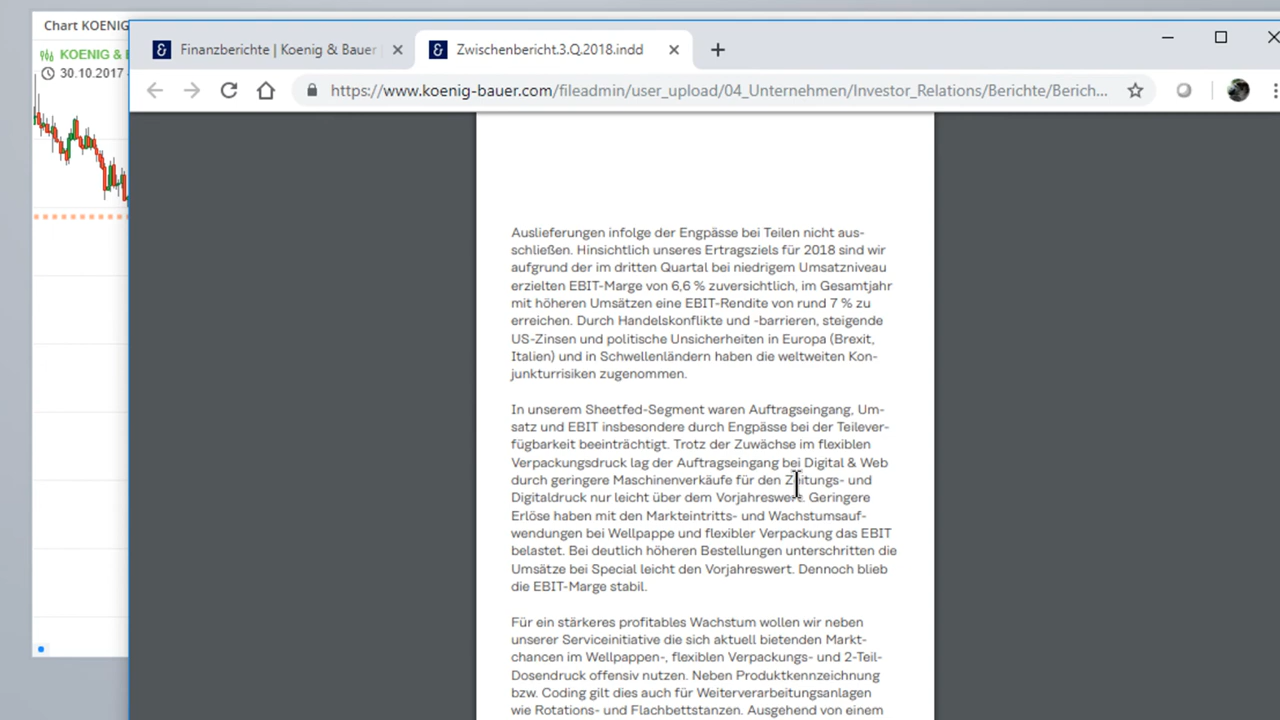 Chart KOENIG
KOENIG &
30.10.2017
Finanzberichte | Koenig & Bauer
Zwischenbericht.3.Q.2018.indd
https://www.koenig-bauer.com/fileadmin/user_upload/04_Unternehmen/Investor_Relations/Berichte/Berich...
Auslieferungen infolge der Engpässe bei Teilen nicht aus-
schließen. Hinsichtlich unseres Ertragsziels für 2018 sind wir
aufgrund der im dritten Quartal bei niedrigem Umsatzniveau
erzielten EBIT-Marge von 6,6 % zuversichtlich, im Gesamtjahr
mit höheren Umsätzen eine EBIT-Rendite von rund 7 % zu
erreichen. Durch Handelskonflikte und -barrieren, steigende
US-Zinsen und politische Unsicherheiten in Europa (Brexit,
Italien) und in Schwellenländern haben die weltweiten Kon-
junkturrisiken zugenommen.
In unserem Sheetfed-Segment waren Auftragseingang, Um-
satz und EBIT insbesondere durch Engpässe bei der Teilever-
fügbarkeit beeinträchtigt. Trotz der Zuwächse im flexiblen
Verpackungsdruck lag der Auftragseingang bei Digital & Web
durch geringere Maschinenverkäufe für den Zeitungs- und
Digitaldruck nur leicht über dem Vorjahreswert. Geringere
Erlöse haben mit den Markteintritts- und Wachstumsauf-
wendungen bei Wellpappe und flexibler Verpackung das EBIT
belastet. Bei deutlich höheren Bestellungen unterschritten die
Umsätze bei Special leicht den Vorjahreswert. Dennoch blieb
die EBIT-Marge stabil.
Für ein stärkeres profitables Wachstum wollen wir neben
unserer Serviceinitiative die sich aktuell bietenden Markt-
chancen im Wellpappen-, flexiblen Verpackungs- und 2-Teil-
Dosendruck offensiv nutzen. Neben Produktkennzeichnung
bzw. Coding gilt dies auch für Weiterverarbeitungsanlagen
wie Rotations- und Flachbettstanzen. Ausgehend von einem